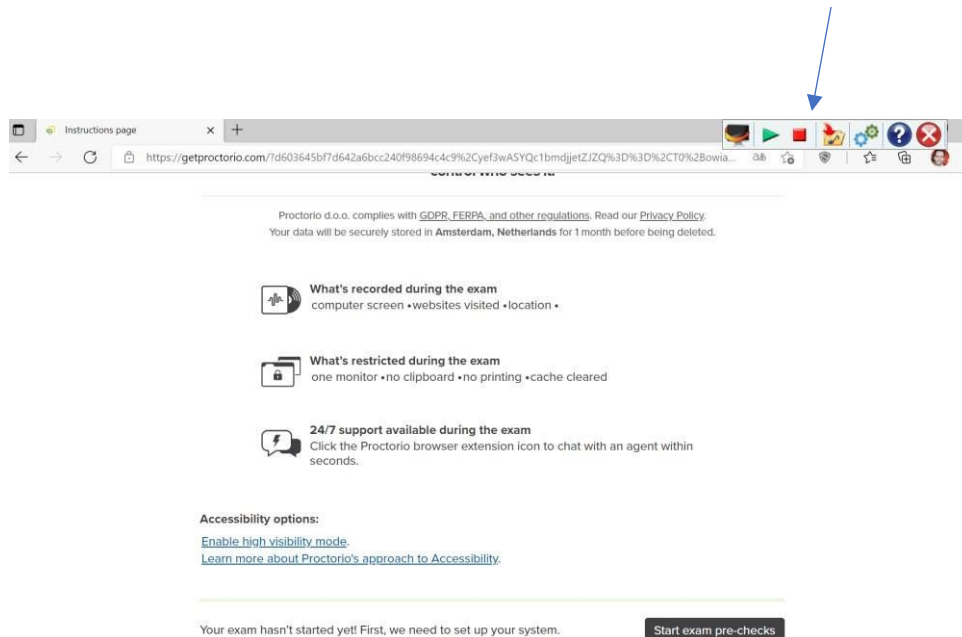 Instructions page
https://getproctorio.com/?d603645bf7d642a6bcc240f98694c4c9%2Cyef3wASYQc1bmdjjetZJZQ%3D%3D%2CT0%2Bowia...
control who sees it.
Proctorio d.o.o. complies with GDPR, FERPA, and other regulations. Read our Privacy Policy.
Your data will be securely stored in Amsterdam, Netherlands for 1 month before being deleted.
What's recorded during the exam
computer screen •websites visited •location •
What's restricted during the exam
one monitor •no clipboard •no printing •cache cleared
24/7 support available during the exam
Click the Proctorio browser extension icon to chat with an agent within
seconds.
Accessibility options:
Enable high visibility mode.
Learn more about Proctorio's approach to Accessibility.
Your exam hasn't started yet! First, we need to set up your system.
Start exam pre-checks